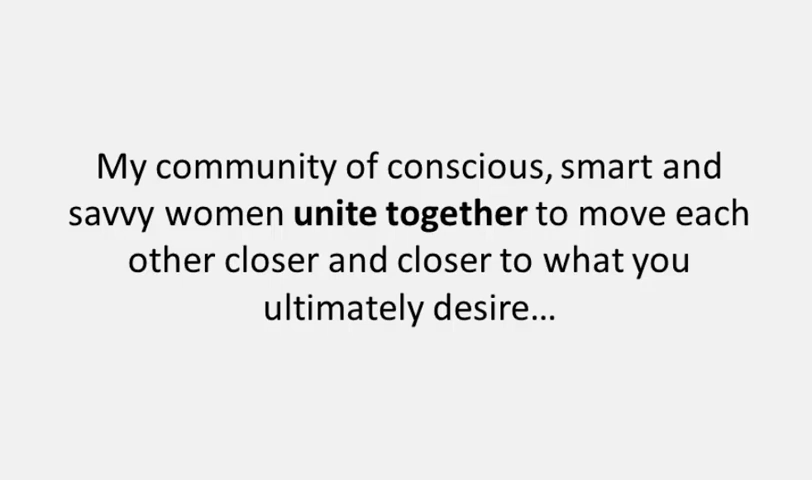 My community of conscious, smart and
savvy women unite together to move each
other closer and closer to what you
ultimately desire...